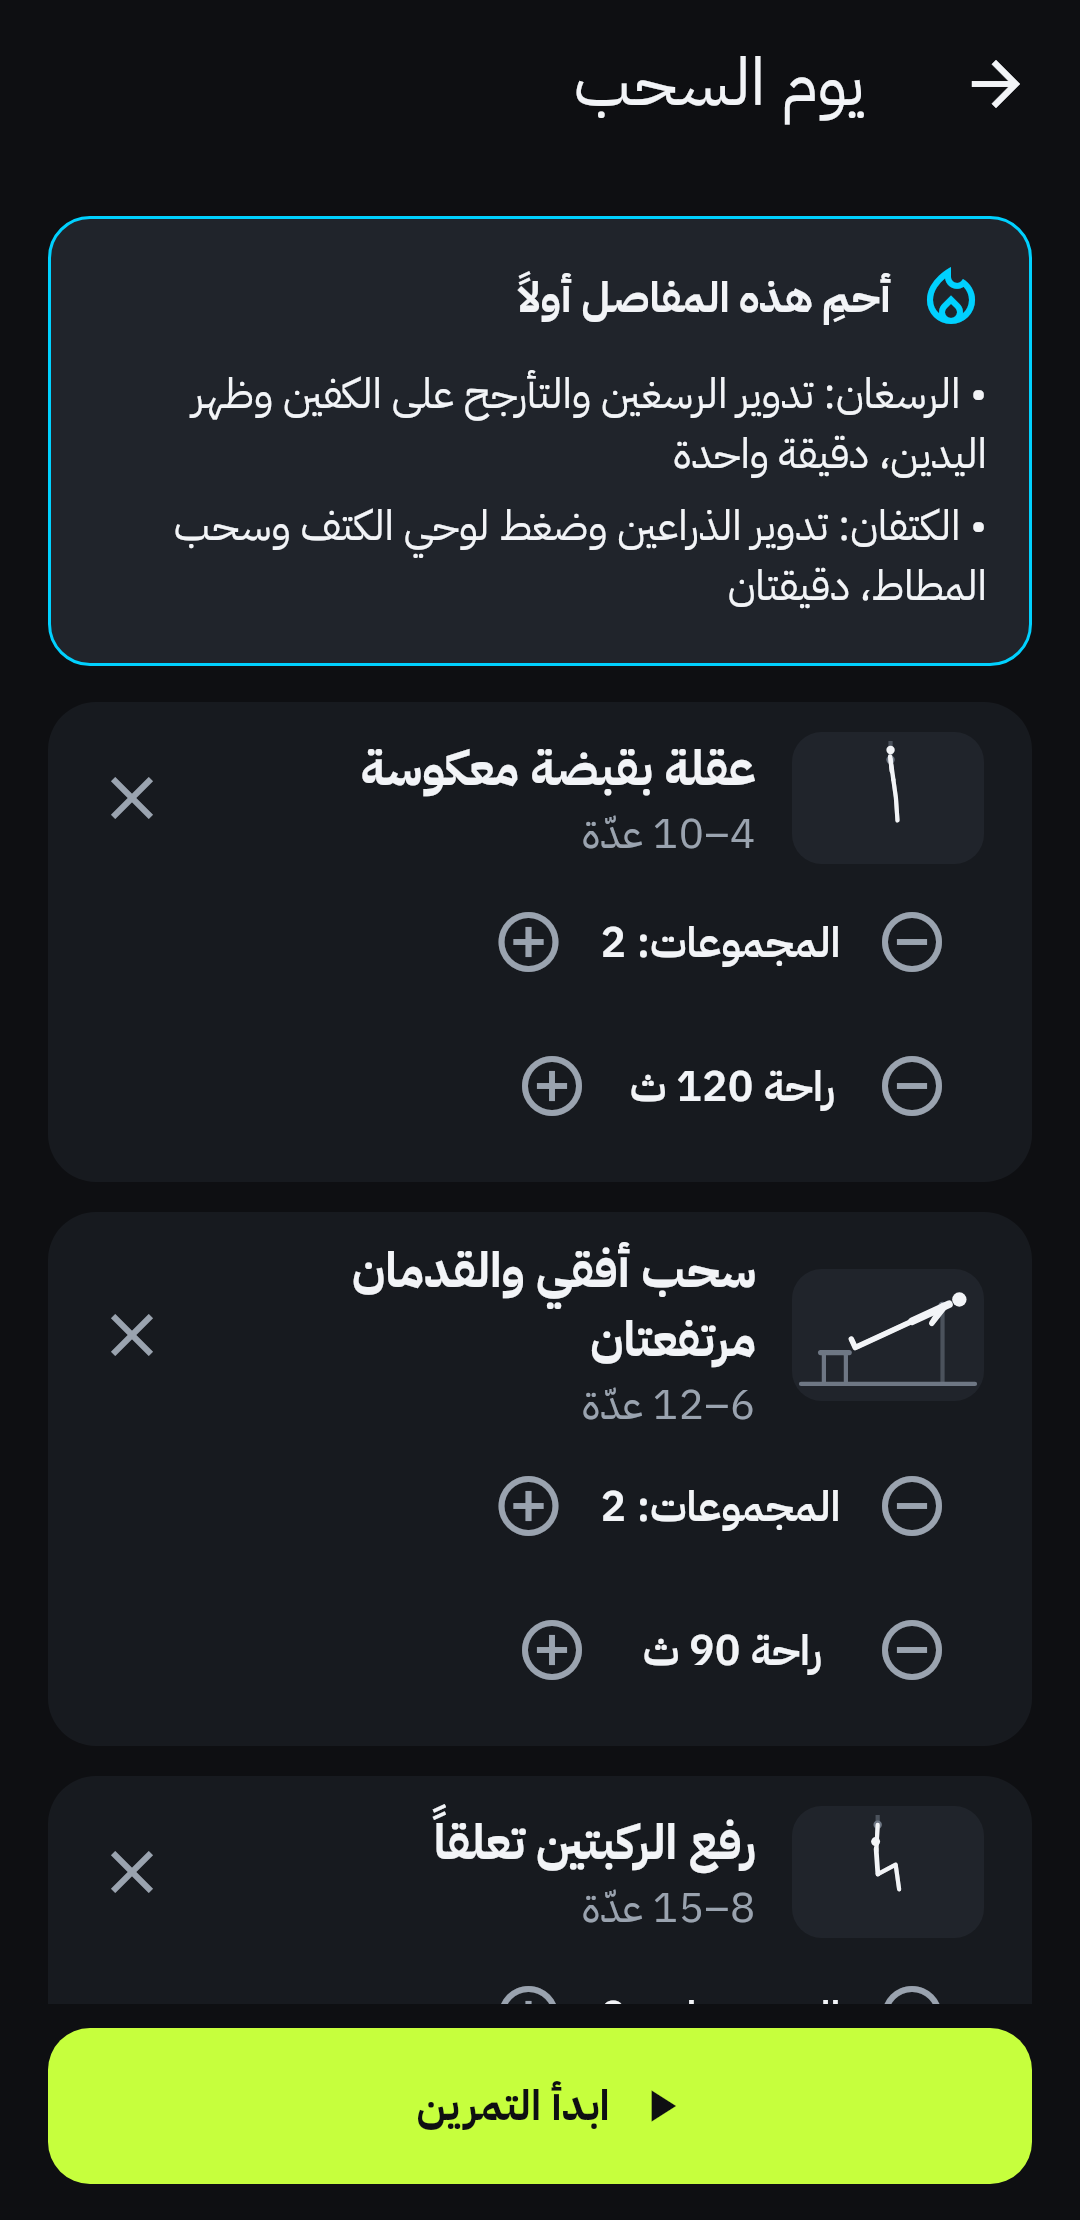 يوم السحب
أحمِ هذه المفاصل أولاً
• الرسغان: تدوير الرسغين والتأرجح على الكفين وظهر
اليدين، دقيقة واحدة
• الكتفان: تدوير الذراعين وضغط لوحي الكتف وسحب
المطاط، دقيقتان
عقلة بقبضة معكوسة
4–10 عدّة
المجموعات: 2
راحة 120 ث
سحب أفقي والقدمان
مرتفعتان
6–12 عدّة
المجموعات: 2
راحة 90 ث
رفع الركبتين تعلقاً
8–15 عدّة
ابدأ التمرين